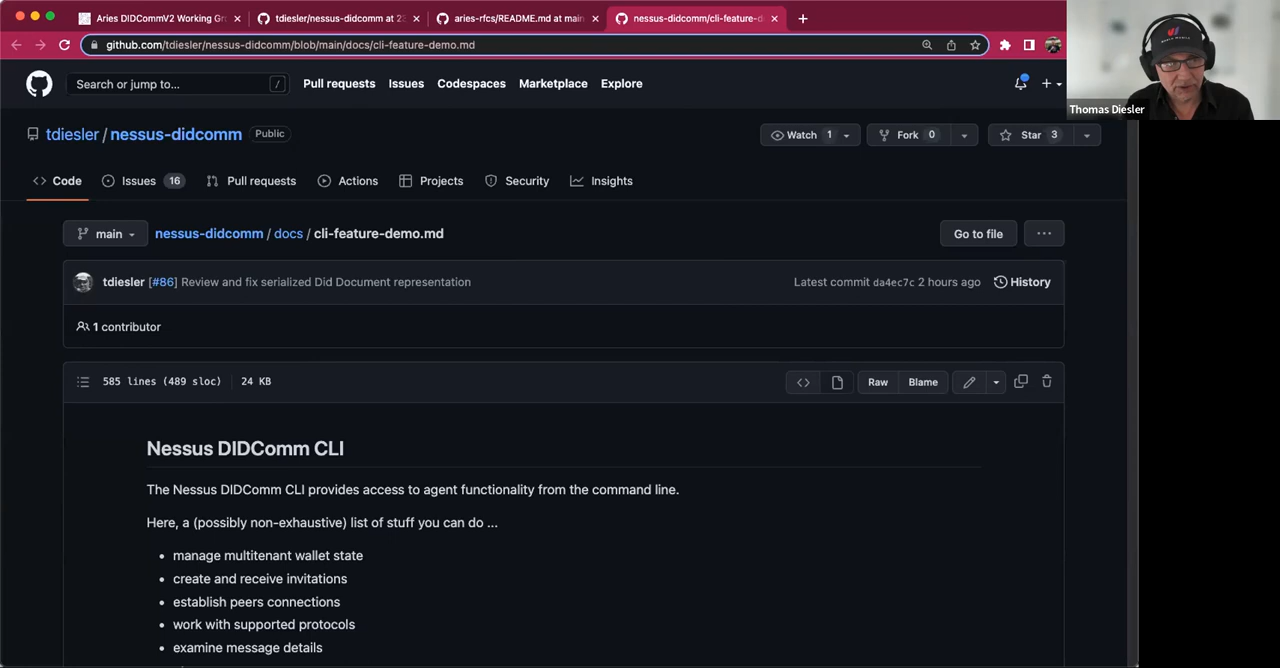 Aries DIDCommV2 Working Gr
tdiesler/nessus-didcomm at 2
aries-rfcs/README.md at main
nessus-didcomm/cli-feature-d
github.com/tdiesler/nessus-didcomm/blob/main/docs/cli-feature-demo.md
Search or jump to... /
Pull requests Issues Codespaces Marketplace Explore
Thomas Diesler
tdiesler / nessus-didcomm Public
Watch 1 Fork 0 Star 3
Code Issues 16 Pull requests Actions Projects Security Insights
main nessus-didcomm / docs / cli-feature-demo.md Go to file ...
tdiesler [#86] Review and fix serialized Did Document representation Latest commit da4ec7c 2 hours ago History
1 contributor
585 lines (489 sloc) 24 KB Raw Blame
Nessus DIDComm CLI
The Nessus DIDComm CLI provides access to agent functionality from the command line.
Here, a (possibly non-exhaustive) list of stuff you can do ...
• manage multitenant wallet state
• create and receive invitations
• establish peers connections
• work with supported protocols
• examine message details